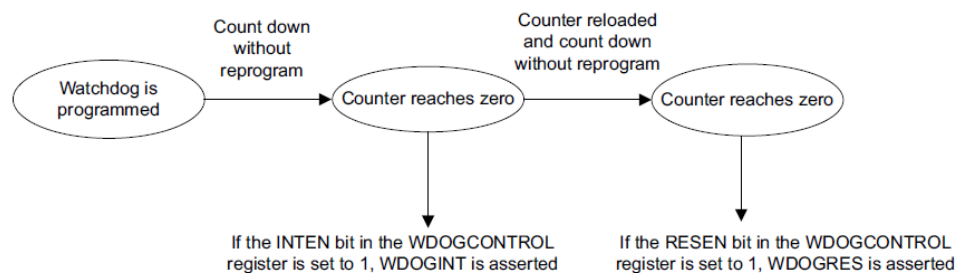 Count down
without
reprogram
Counter reloaded
and count down
without reprogram
Watchdog is
programmed
Counter reaches zero
Counter reaches zero
If the INTEN bit in the WDOGCONTROL
register is set to 1, WDOGINT is asserted
If the RESEN bit in the WDOGCONTROL
register is set to 1, WDOGRES is asserted